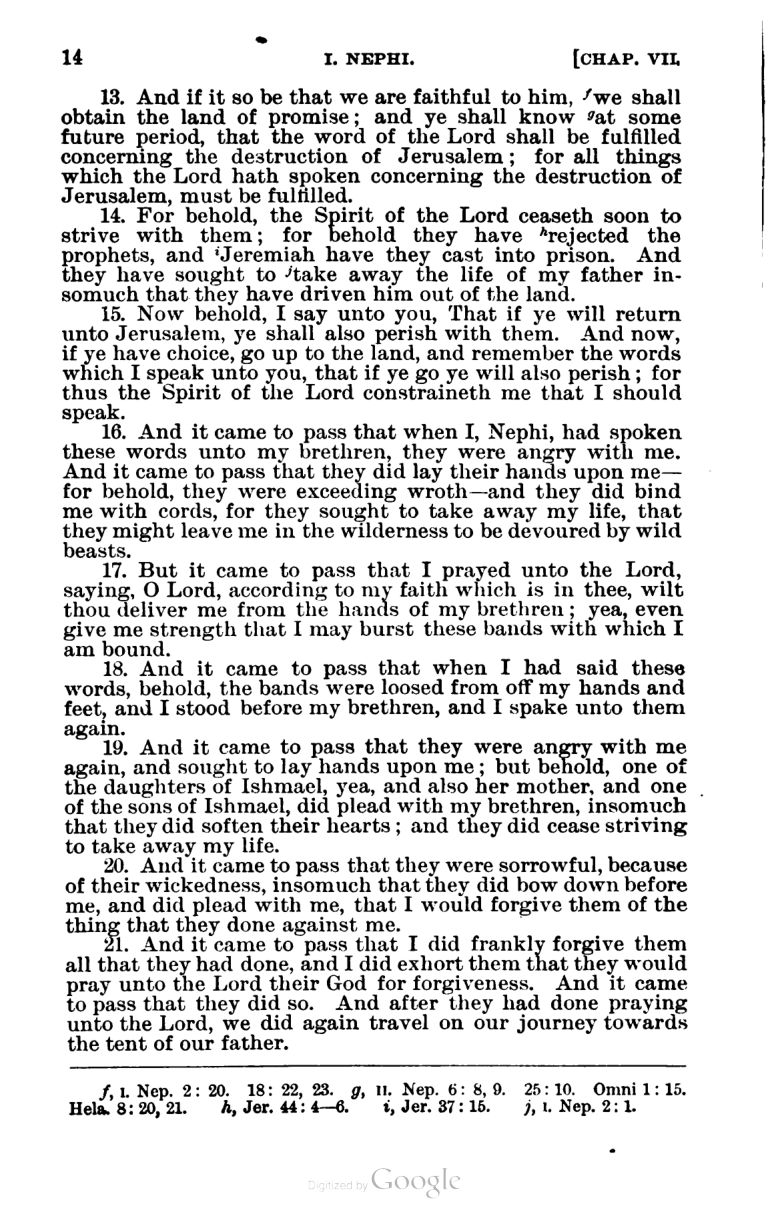 14 I. NEPHI. [CHAP. VII,
13. And if it so be that we are faithful to him, f we shall
obtain the land of promise; and ye shall know g at some
future period, that the word of the Lord shall be fulfilled
concerning the destruction of Jerusalem; for all things
which the Lord hath spoken concerning the destruction of
Jerusalem, must be fulfilled.
14. For behold, the Spirit of the Lord ceaseth soon to
strive with them; for behold they have h rejected the
prophets, and i Jeremiah have they cast into prison. And
they have sought to j take away the life of my father in-
somuch that they have driven him out of the land.
15. Now behold, I say unto you, That if ye will return
unto Jerusalem, ye shall also perish with them. And now,
if ye have choice, go up to the land, and remember the words
which I speak unto you, that if ye go ye will also perish; for
thus the Spirit of the Lord constraineth me that I should
speak.
16. And it came to pass that when I, Nephi, had spoken
these words unto my brethren, they were angry with me.
And it came to pass that they did lay their hands upon me—
for behold, they were exceeding wroth—and they did bind
me with cords, for they sought to take away my life, that
they might leave me in the wilderness to be devoured by wild
beasts.
17. But it came to pass that I prayed unto the Lord,
saying, O Lord, according to my faith which is in thee, wilt
thou deliver me from the hands of my brethren; yea, even
give me strength that I may burst these bands with which I
am bound.
18. And it came to pass that when I had said these
words, behold, the bands were loosed from off my hands and
feet, and I stood before my brethren, and I spake unto them
again.
19. And it came to pass that they were angry with me
again, and sought to lay hands upon me; but behold, one of
the daughters of Ishmael, yea, and also her mother, and one
of the sons of Ishmael, did plead with my brethren, insomuch
that they did soften their hearts; and they did cease striving
to take away my life.
20. And it came to pass that they were sorrowful, because
of their wickedness, insomuch that they did bow down before
me, and did plead with me, that I would forgive them of the
thing that they done against me.
21. And it came to pass that I did frankly forgive them
all that they had done, and I did exhort them that they would
pray unto the Lord their God for forgiveness. And it came
to pass that they did so. And after they had done praying
unto the Lord, we did again travel on our journey towards
the tent of our father.
f, I. Nep. 2: 20. 18: 22, 23. g, II. Nep. 6: 8, 9. 25: 10. Omni 1: 15.
Hela. 8: 20, 21. h, Jer. 44: 4—6. i, Jer. 37: 15. j, I. Nep. 2: 1.
Digitized by Google